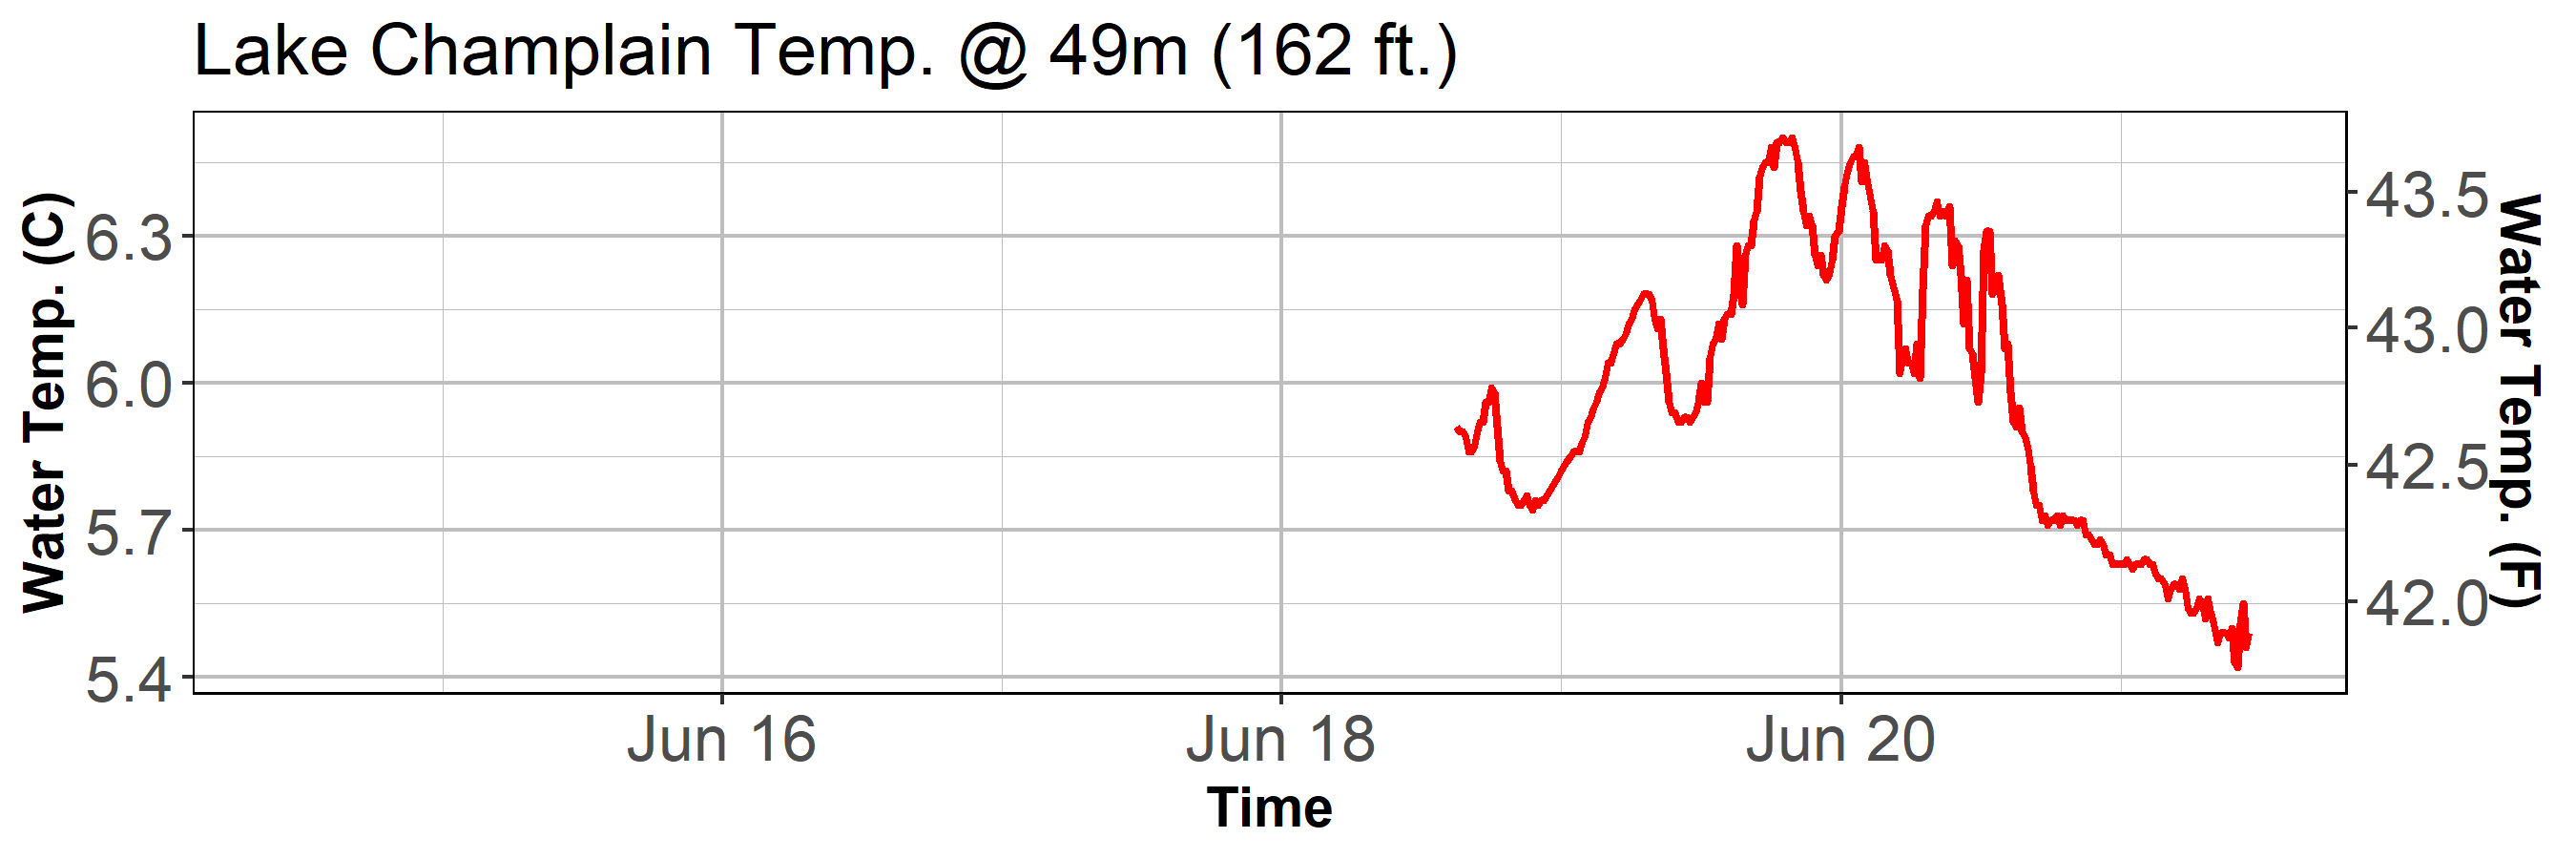 Lake Champlain Temp. @ 49m (162 ft.)
Water Temp. (C)
6.3
6.0
5.7
5.4
43.5
43.0
42.5
42.0
Water Temp. (F)
Jun 16
Jun 18
Jun 20
Time